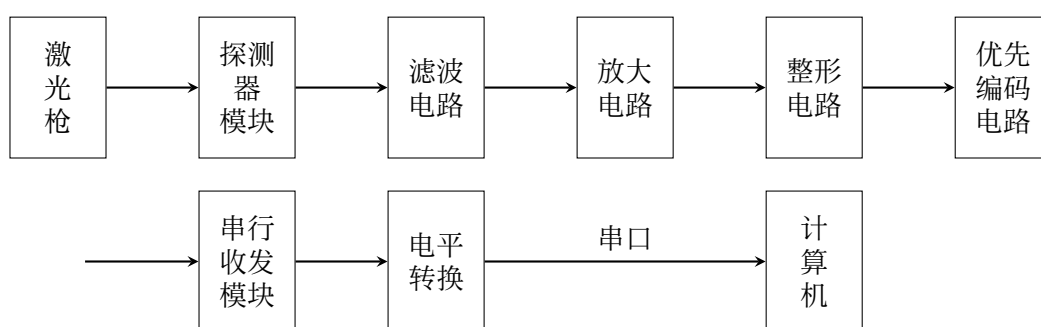 激
光
枪
探测
器
模块
滤波
电路
放大
电路
整形
电路
优先
编码
电路
串行
收发
模块
电平
转换
串口
计
算
机